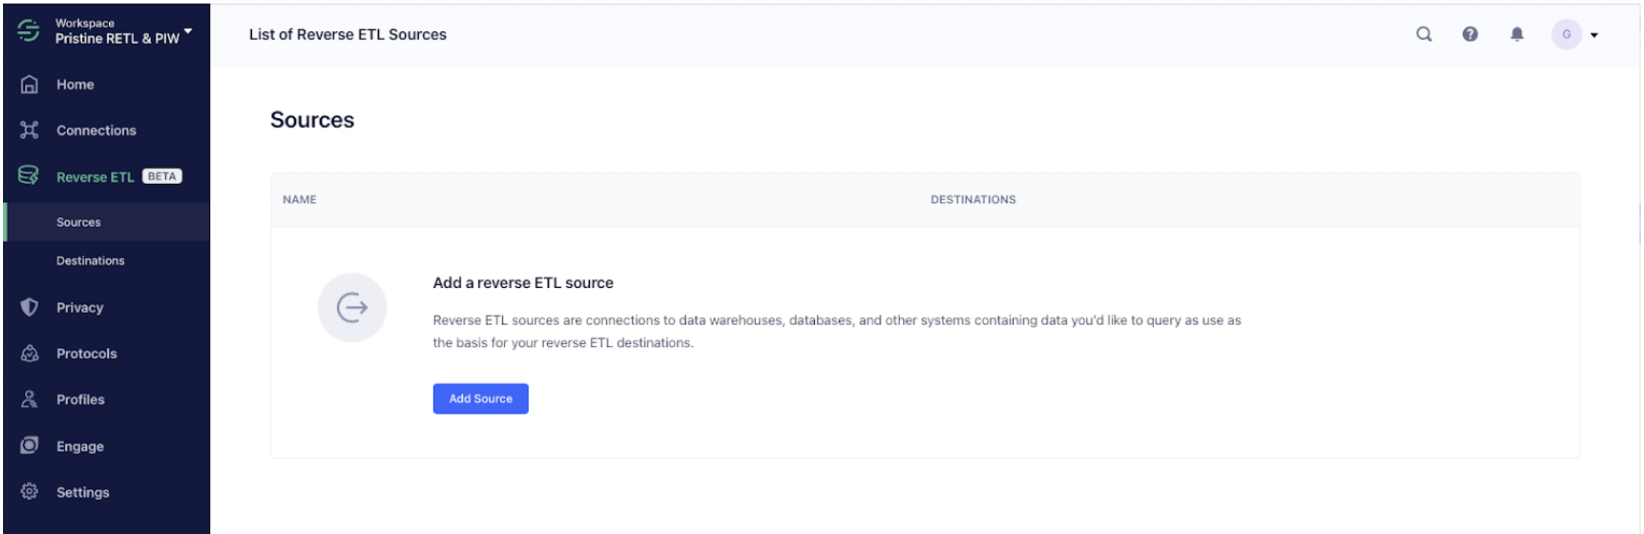 Workspace
Pristine RETL & PIW
List of Reverse ETL Sources
G
Home
Connections
Reverse ETL BETA
Sources
Destinations
Privacy
Protocols
Profiles
Engage
Settings
Sources
NAME DESTINATIONS
Add a reverse ETL source
Reverse ETL sources are connections to data warehouses, databases, and other systems containing data you'd like to query as use as
the basis for your reverse ETL destinations.
Add Source